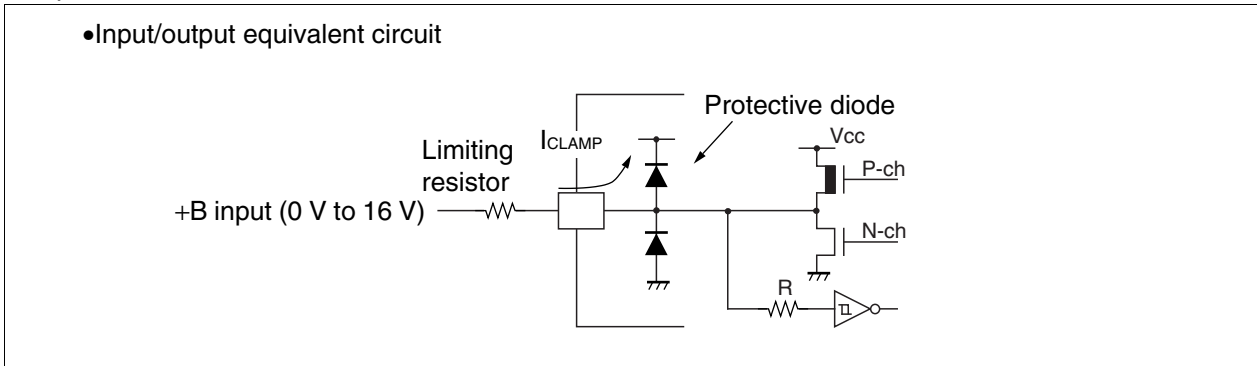 •Input/output equivalent circuit
Protective diode
ICLAMP
Vcc
Limiting
resistor
P-ch
+B input (0 V to 16 V)
N-ch
R